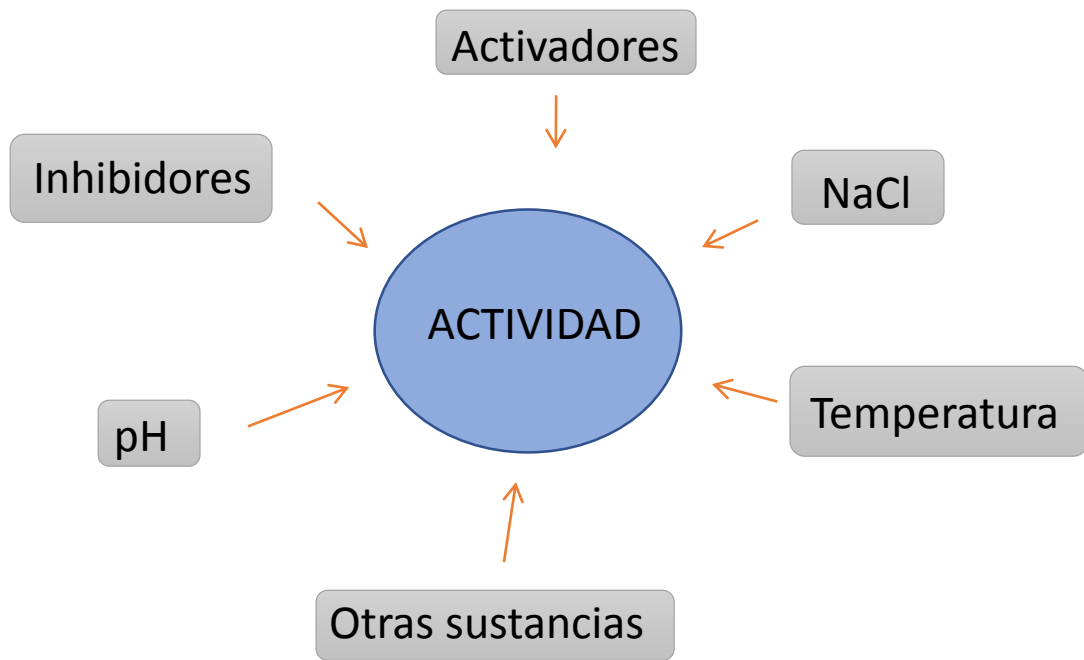 Activadores
Inhibidores
NaCl
ACTIVIDAD
Temperatura
pH
Otras sustancias